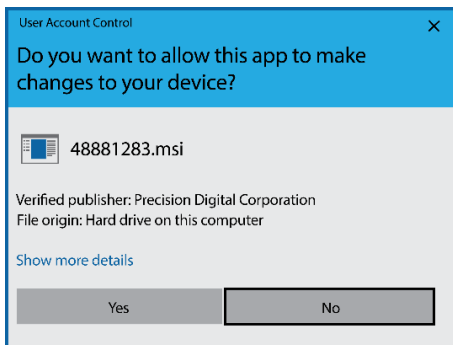 User Account Control
Do you want to allow this app to make
changes to your device?
48881283.msi
Verified publisher: Precision Digital Corporation
File origin: Hard drive on this computer
Show more details
Yes
No